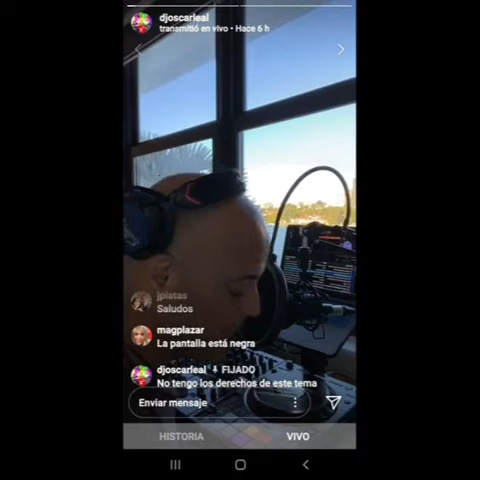 djoscarleal
transmitió en vivo • Hace 6 h
jpiatas
Saludos
magplazar
La pantalla está negra
djoscarleal FIJADO
No tengo los derechos de este tema
Enviar mensaje
HISTORIA
VIVO